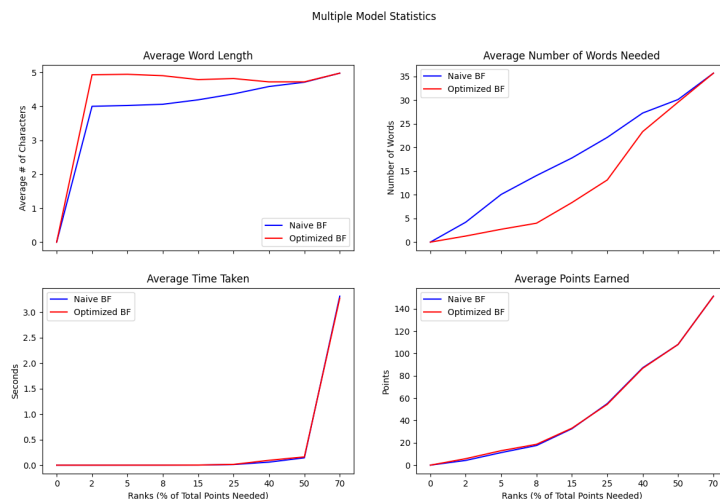 Multiple Model Statistics
Average Word Length
Average # of Characters
5
4
3
2
1
0
Naive BF
Optimized BF
Average Number of Words Needed
Number of Words
35
30
25
20
15
10
5
0
Naive BF
Optimized BF
Average Time Taken
Seconds
3.0
2.5
2.0
1.5
1.0
0.5
0.0
Naive BF
Optimized BF
0 2 5 8 15 25 40 50 70
Ranks (% of Total Points Needed)
Average Points Earned
Points
140
120
100
80
60
40
20
0
Naive BF
Optimized BF
0 2 5 8 15 25 40 50 70
Ranks (% of Total Points Needed)